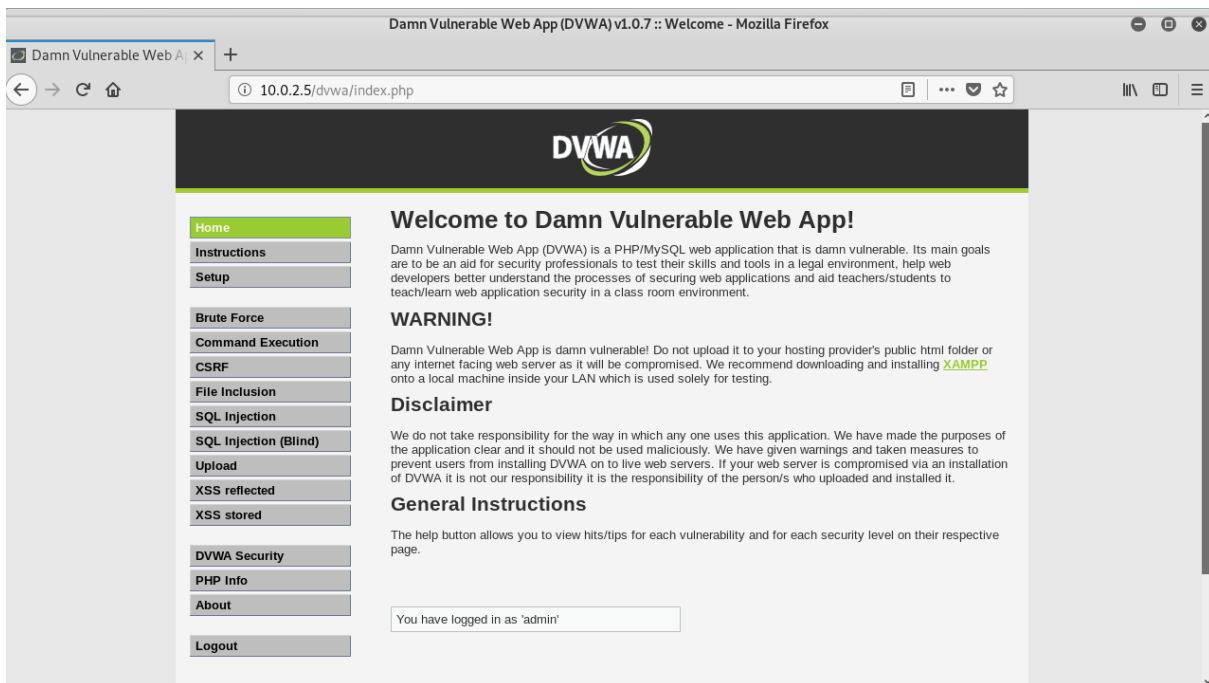 Damn Vulnerable Web App (DVWA) v1.0.7 :: Welcome - Mozilla Firefox
Damn Vulnerable Web A
10.0.2.5/dvwa/index.php
DVWA
Home
Instructions
Setup
Brute Force
Command Execution
CSRF
File Inclusion
SQL Injection
SQL Injection (Blind)
Upload
XSS reflected
XSS stored
DVWA Security
PHP Info
About
Logout
Welcome to Damn Vulnerable Web App!
Damn Vulnerable Web App (DVWA) is a PHP/MySQL web application that is damn vulnerable. Its main goals
are to be an aid for security professionals to test their skills and tools in a legal environment, help web
developers better understand the processes of securing web applications and aid teachers/students to
teach/learn web application security in a class room environment.
WARNING!
Damn Vulnerable Web App is damn vulnerable! Do not upload it to your hosting provider's public html folder or
any internet facing web server as it will be compromised. We recommend downloading and installing XAMPP
onto a local machine inside your LAN which is used solely for testing.
Disclaimer
We do not take responsibility for the way in which any one uses this application. We have made the purposes of
the application clear and it should not be used maliciously. We have given warnings and taken measures to
prevent users from installing DVWA on to live web servers. If your web server is compromised via an installation
of DVWA it is not our responsibility it is the responsibility of the person/s who uploaded and installed it.
General Instructions
The help button allows you to view hits/tips for each vulnerability and for each security level on their respective
page.
You have logged in as 'admin'